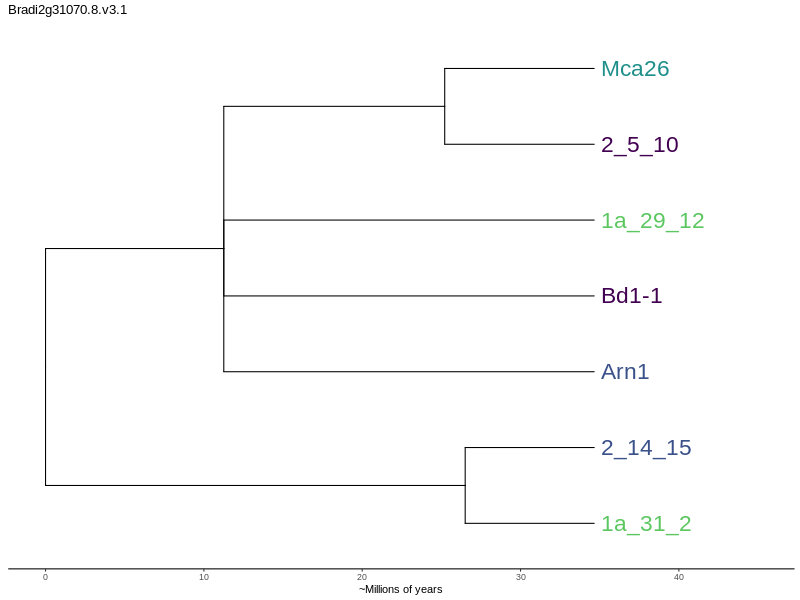 Bradi2g31070.8.v3.1
Mca26
2_5_10
1a_29_12
Bd1-1
Arn1
2_14_15
1a_31_2
0 10 20 30 40
~Millions of years